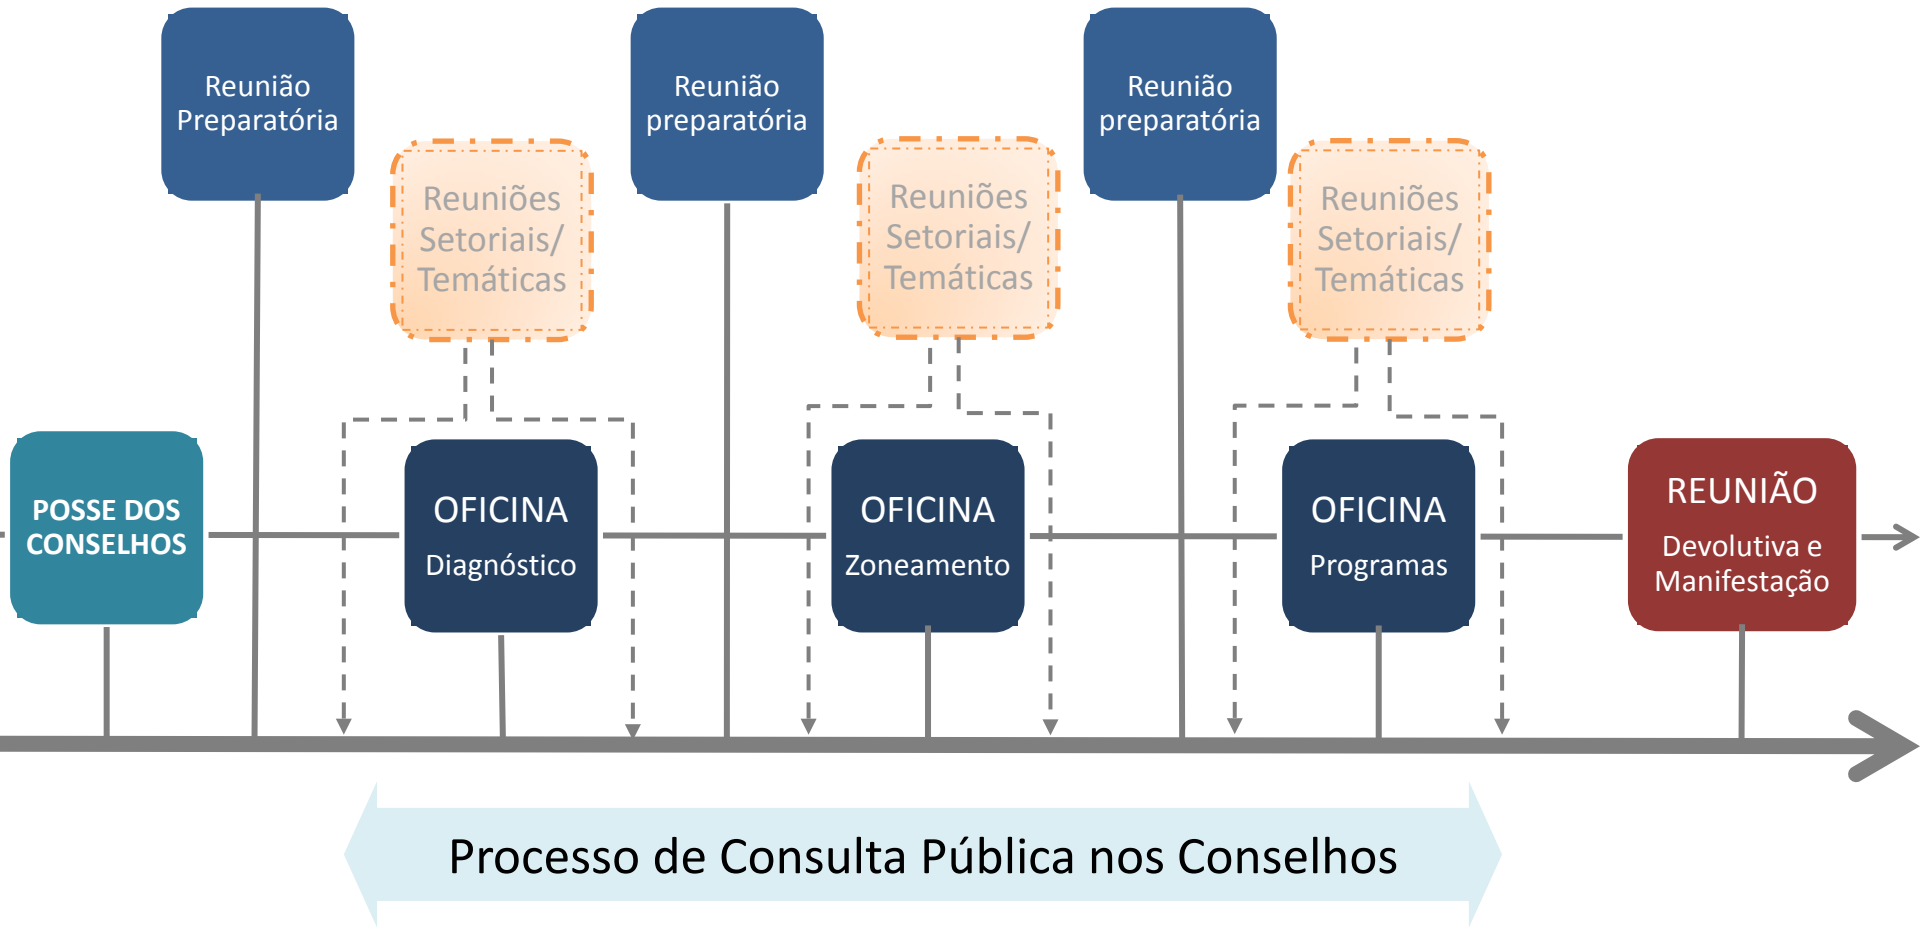 Reunião
Preparatória
Reunião
preparatória
Reunião
preparatória
Reuniões
Setoriais/
Temáticas
Reuniões
Setoriais/
Temáticas
Reuniões
Setoriais/
Temáticas
POSSE DOS
CONSELHOS
OFICINA
Diagnóstico
OFICINA
Zoneamento
OFICINA
Programas
REUNIÃO
Devolutiva e
Manifestação
Processo de Consulta Pública nos Conselhos